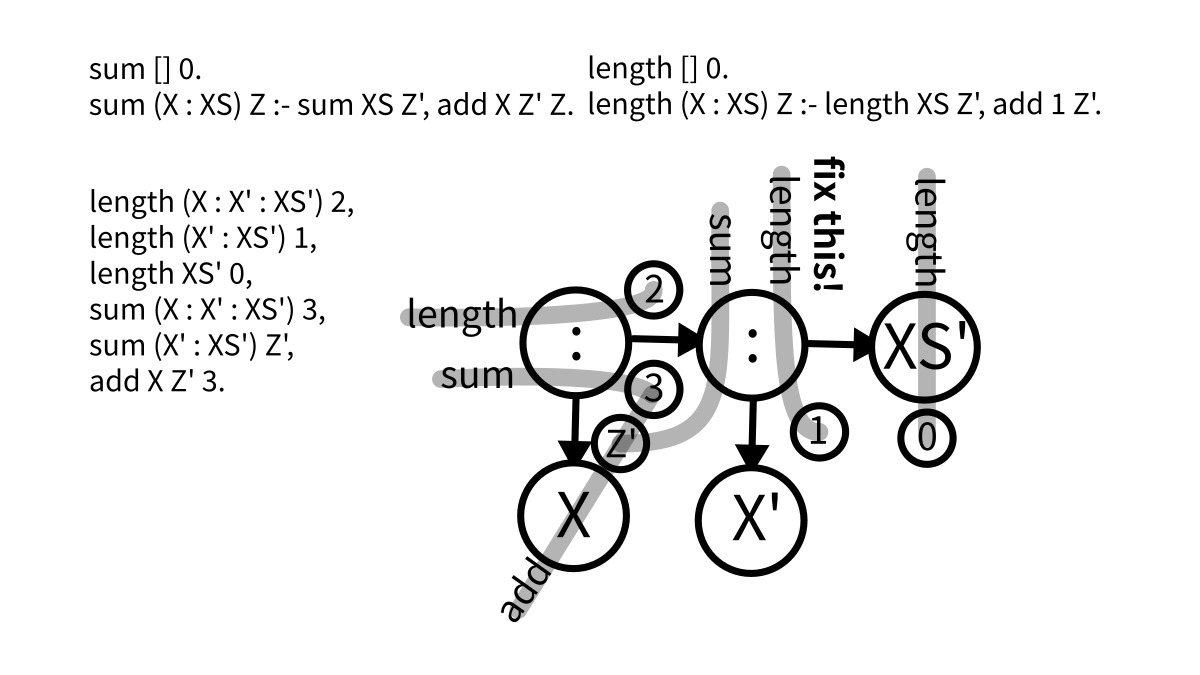 sum [] 0.
sum (X : XS) Z :- sum XS Z', add X Z' Z.
length [] 0.
length (X : XS) Z :- length XS Z', add 1 Z'.
length (X : X' : XS') 2,
length (X' : XS') 1,
length XS' 0,
sum (X : X' : XS') 3,
sum (X' : XS') Z',
add X Z' 3.
length
sum
:
2
3
Z'
X
add
sum
length
fix this!
:
1
X'
length
XS'
0